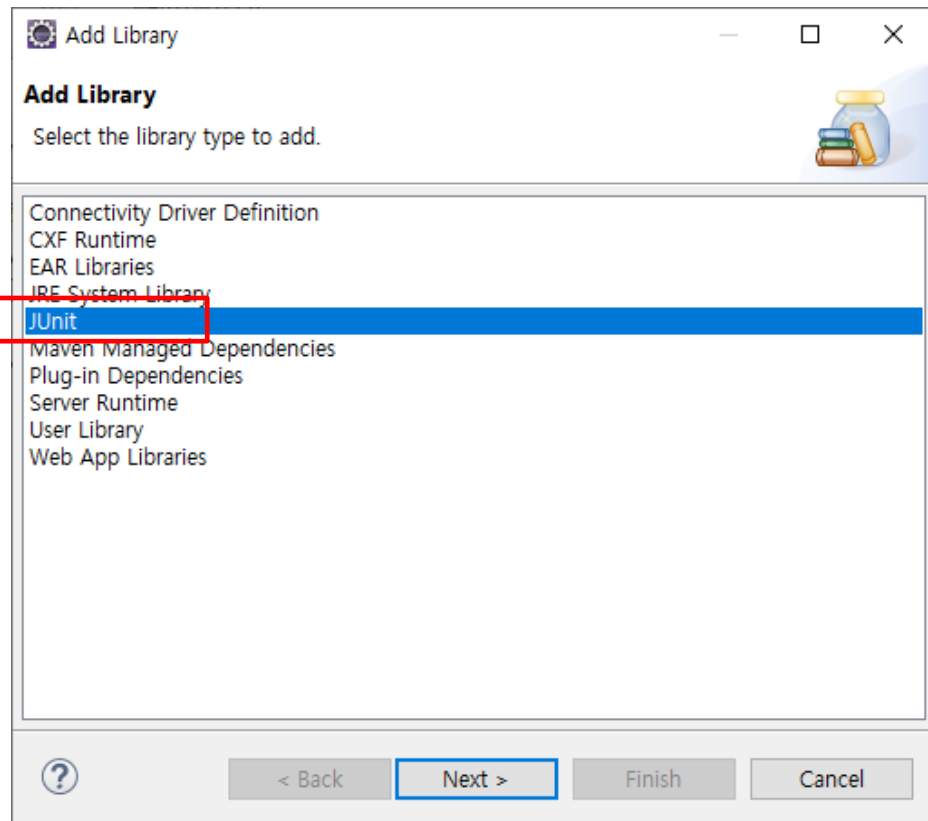 Add Library
Add Library
Select the library type to add.
Connectivity Driver Definition
CXF Runtime
EAR Libraries
JRE System Library
JUnit
Maven Managed Dependencies
Plug-in Dependencies
Server Runtime
User Library
Web App Libraries
?
< Back Next > Finish Cancel